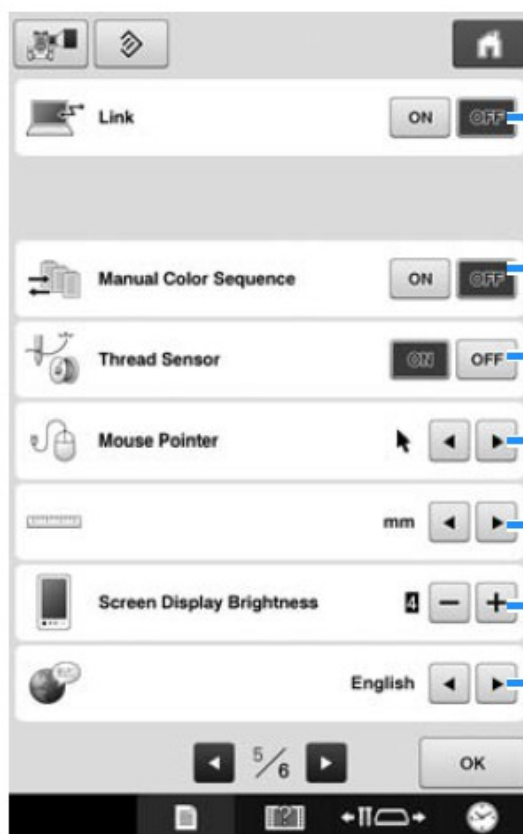 Link ON OFF
Manual Color Sequence ON OFF
Thread Sensor ON OFF
Mouse Pointer
mm
Screen Display Brightness 4 − +
English
5/6 OK